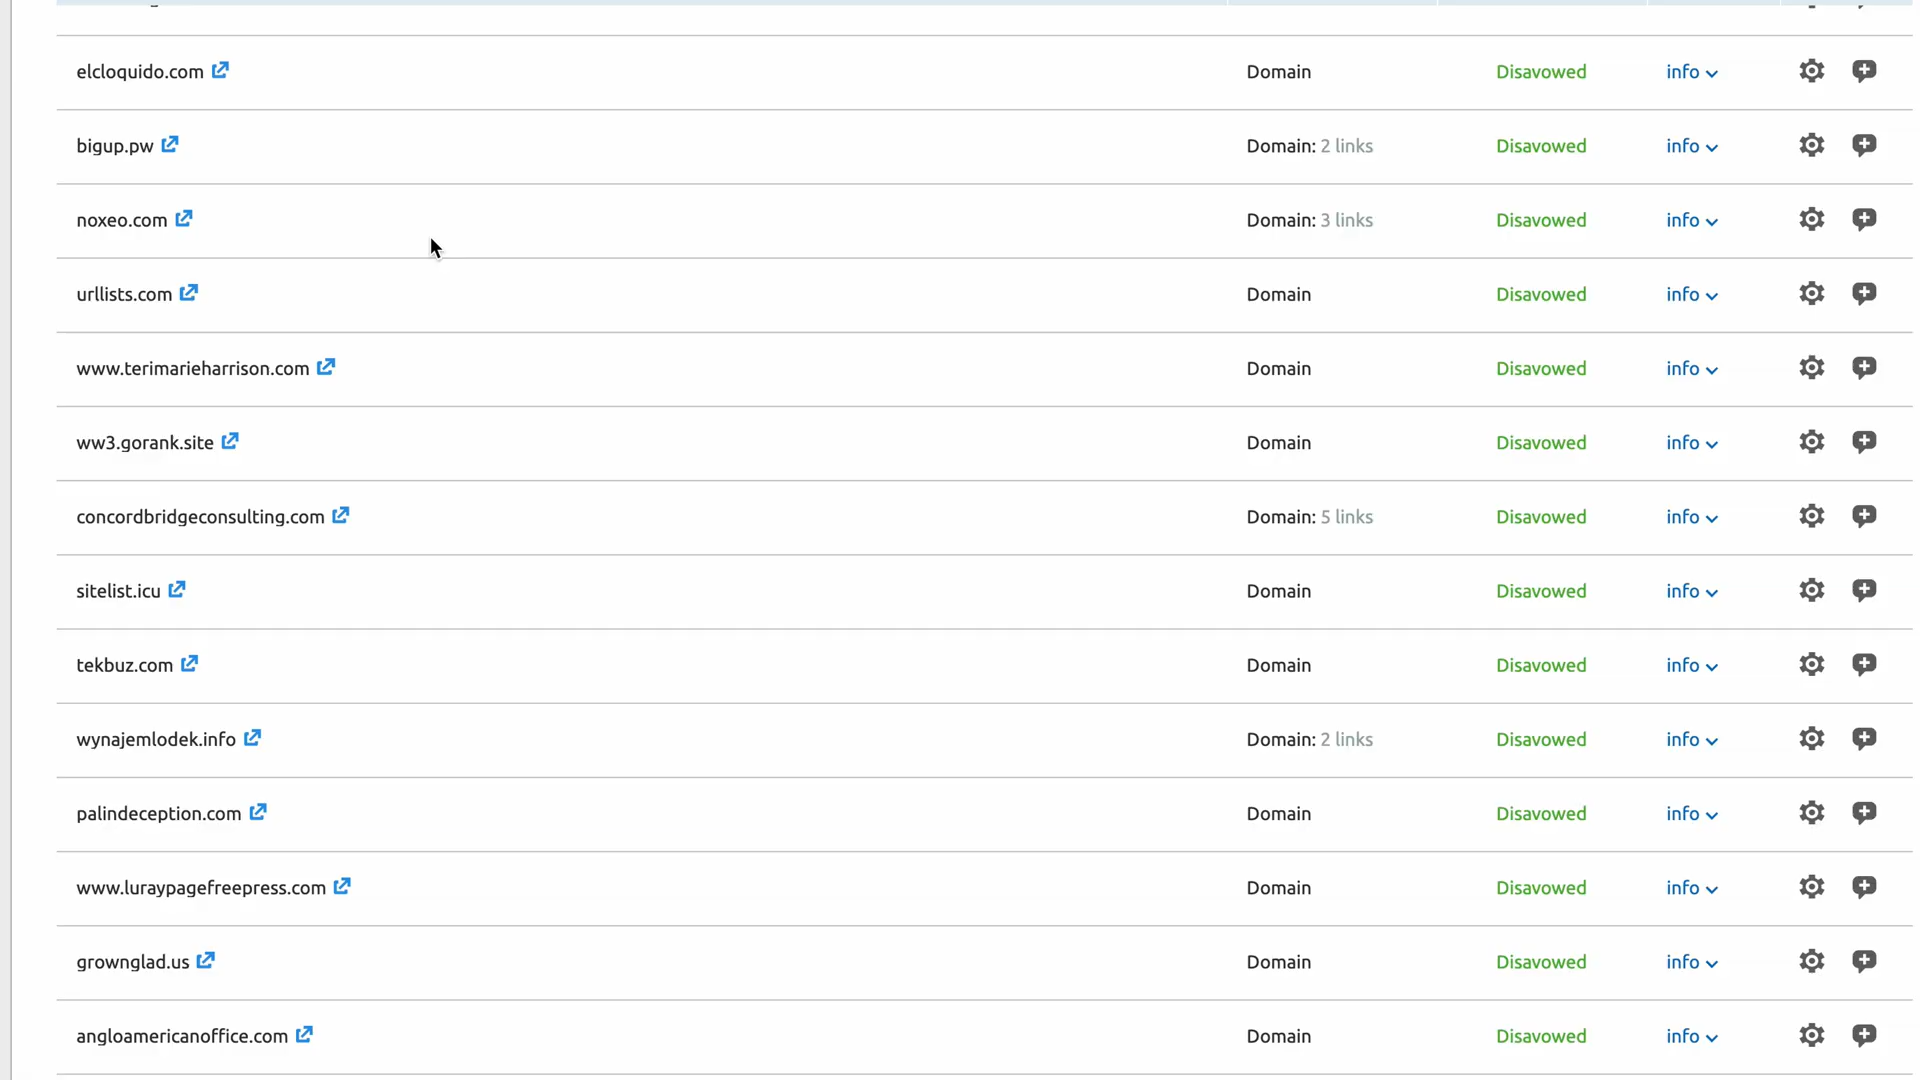 elcloquido.com Domain Disavowed info
bigup.pw Domain: 2 links Disavowed info
noxeo.com Domain: 3 links Disavowed info
urllists.com Domain Disavowed info
www.terimarieharrison.com Domain Disavowed info
ww3.gorank.site Domain Disavowed info
concordbridgeconsulting.com Domain: 5 links Disavowed info
sitelist.icu Domain Disavowed info
tekbuz.com Domain Disavowed info
wynajemlodek.info Domain: 2 links Disavowed info
palindeception.com Domain Disavowed info
www.luraypagefreepress.com Domain Disavowed info
grownglad.us Domain Disavowed info
angloamericanoffice.com Domain Disavowed info